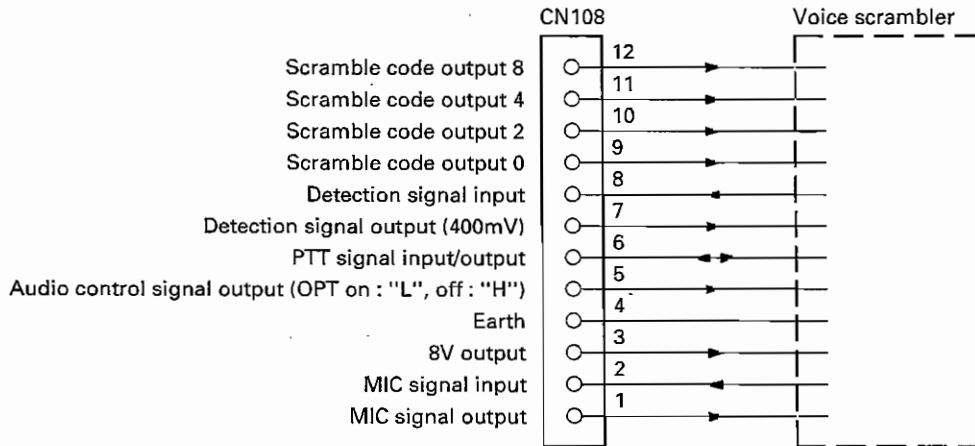 CN108 Voice scrambler
Scramble code output 8 12
Scramble code output 4 11
Scramble code output 2 10
Scramble code output 0 9
Detection signal input 8
Detection signal output (400mV) 7
PTT signal input/output 6
Audio control signal output (OPT on : "L", off : "H") 5
Earth 4
8V output 3
MIC signal input 2
MIC signal output 1